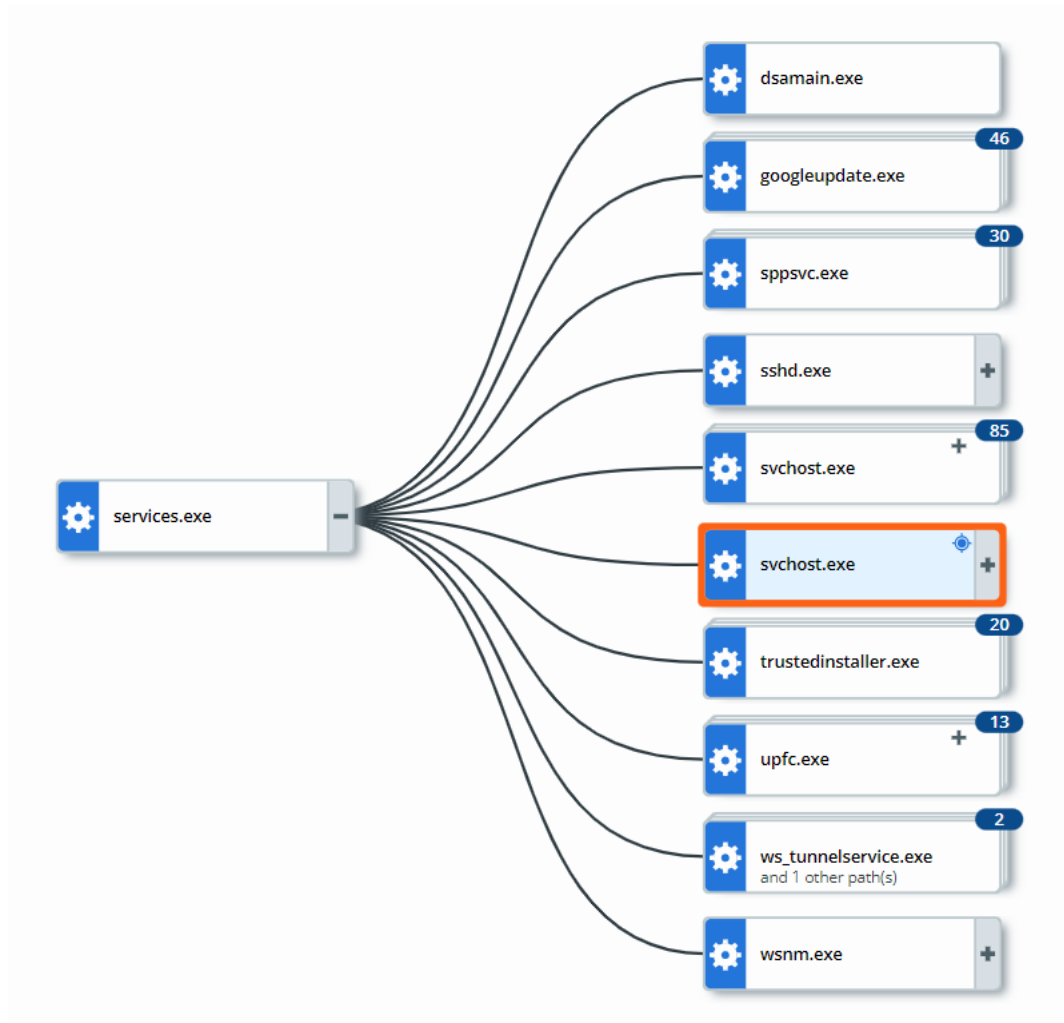 dsamain.exe
46
googleupdate.exe
30
sppsvc.exe
sshd.exe
85
svchost.exe
services.exe
svchost.exe
20
trustedinstaller.exe
13
upfc.exe
2
ws_tunnelservice.exe
and 1 other path(s)
wsnm.exe